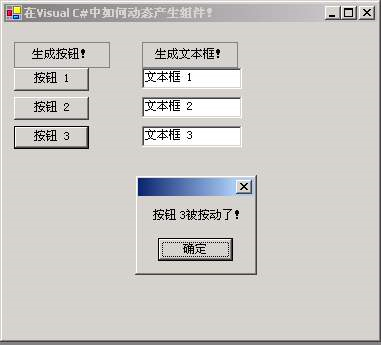 在Visual C#中如何动态产生组件！
生成按钮！ 生成文本框！
按钮 1 文本框 1
按钮 2 文本框 2
按钮 3 文本框 3
按钮 3被按动了！
确定